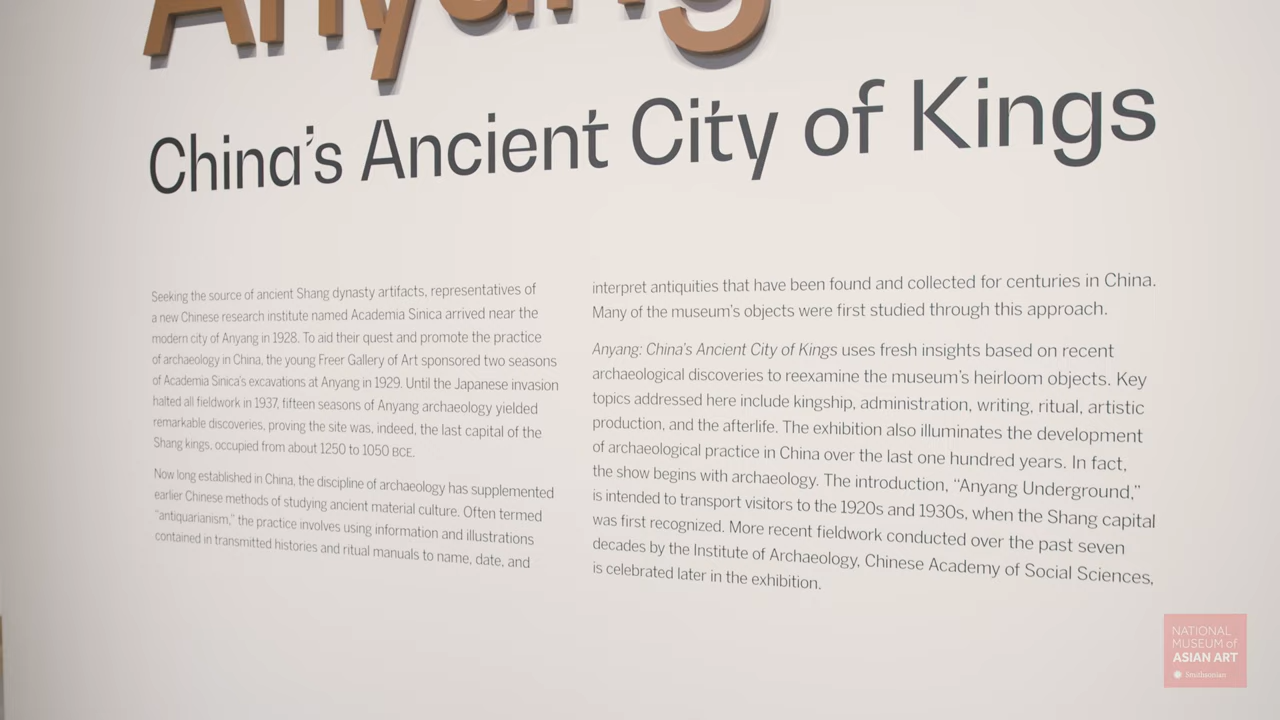 Anyang
China's Ancient City of Kings
Seeking the source of ancient Shang dynasty artifacts, representatives of
a new Chinese research institute named Academia Sinica arrived near the
modern city of Anyang in 1928. To aid their quest and promote the practice
of archaeology in China, the young Freer Gallery of Art sponsored two seasons
of Academia Sinica's excavations at Anyang in 1929. Until the Japanese invasion
halted all fieldwork in 1937, fifteen seasons of Anyang archaeology yielded
remarkable discoveries, proving the site was, indeed, the last capital of the
Shang kings, occupied from about 1250 to 1050 BCE.
Now long established in China, the discipline of archaeology has supplemented
earlier Chinese methods of studying ancient material culture. Often termed
"antiquarianism," the practice involves using information and illustrations
contained in transmitted histories and ritual manuals to name, date, and
interpret antiquities that have been found and collected for centuries in China.
Many of the museum's objects were first studied through this approach.
Anyang: China's Ancient City of Kings uses fresh insights based on recent
archaeological discoveries to reexamine the museum's heirloom objects. Key
topics addressed here include kingship, administration, writing, ritual, artistic
production, and the afterlife. The exhibition also illuminates the development
of archaeological practice in China over the last one hundred years. In fact,
the show begins with archaeology. The introduction, “Anyang Underground,”
is intended to transport visitors to the 1920s and 1930s, when the Shang capital
was first recognized. More recent fieldwork conducted over the past seven
decades by the Institute of Archaeology, Chinese Academy of Social Sciences,
is celebrated later in the exhibition.
NATIONAL
MUSEUM of
ASIAN ART
Smithsonian